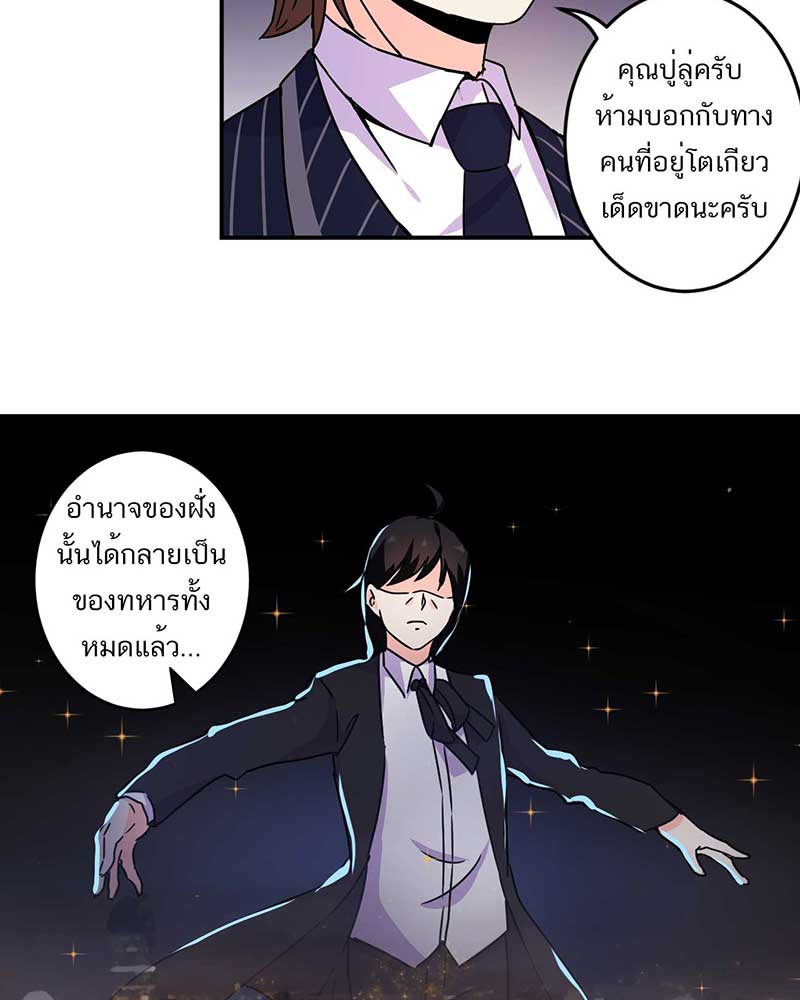 คุณปู่ลู่ครับ
ห้ามบอกกับทาง
คนที่อยู่โตเกียว
เด็ดขาดนะครับ
อำนาจของฝั่ง
นั้นได้กลายเป็น
ของทหารทั้ง
หมดแล้ว...